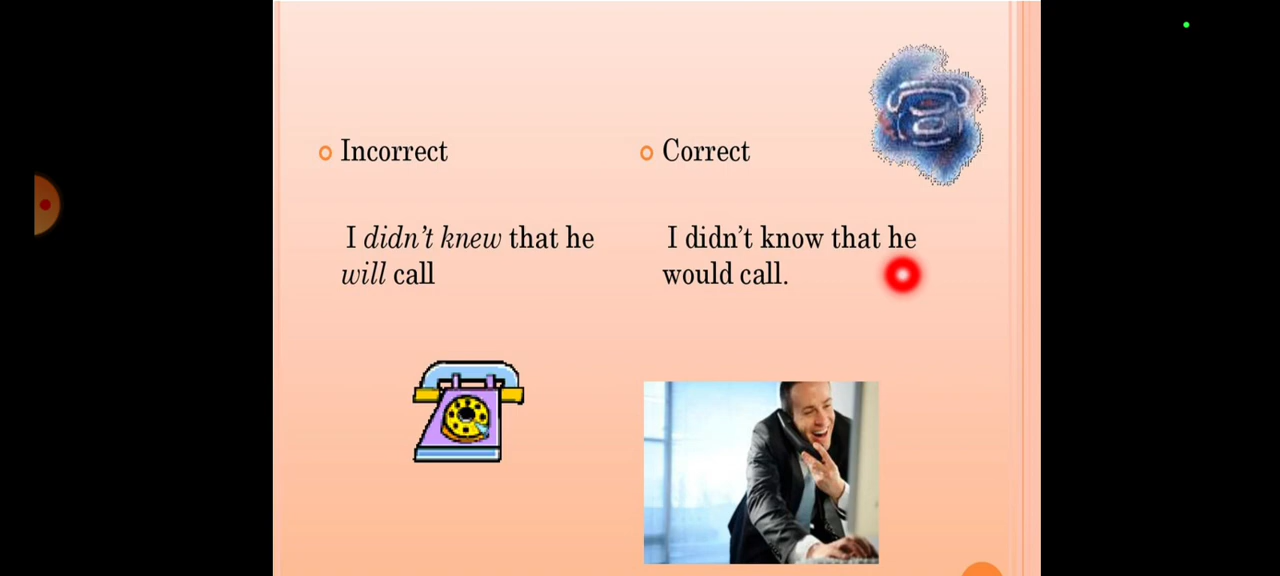 Incorrect
I didn't knew that he
will call
Correct
I didn't know that he
would call.